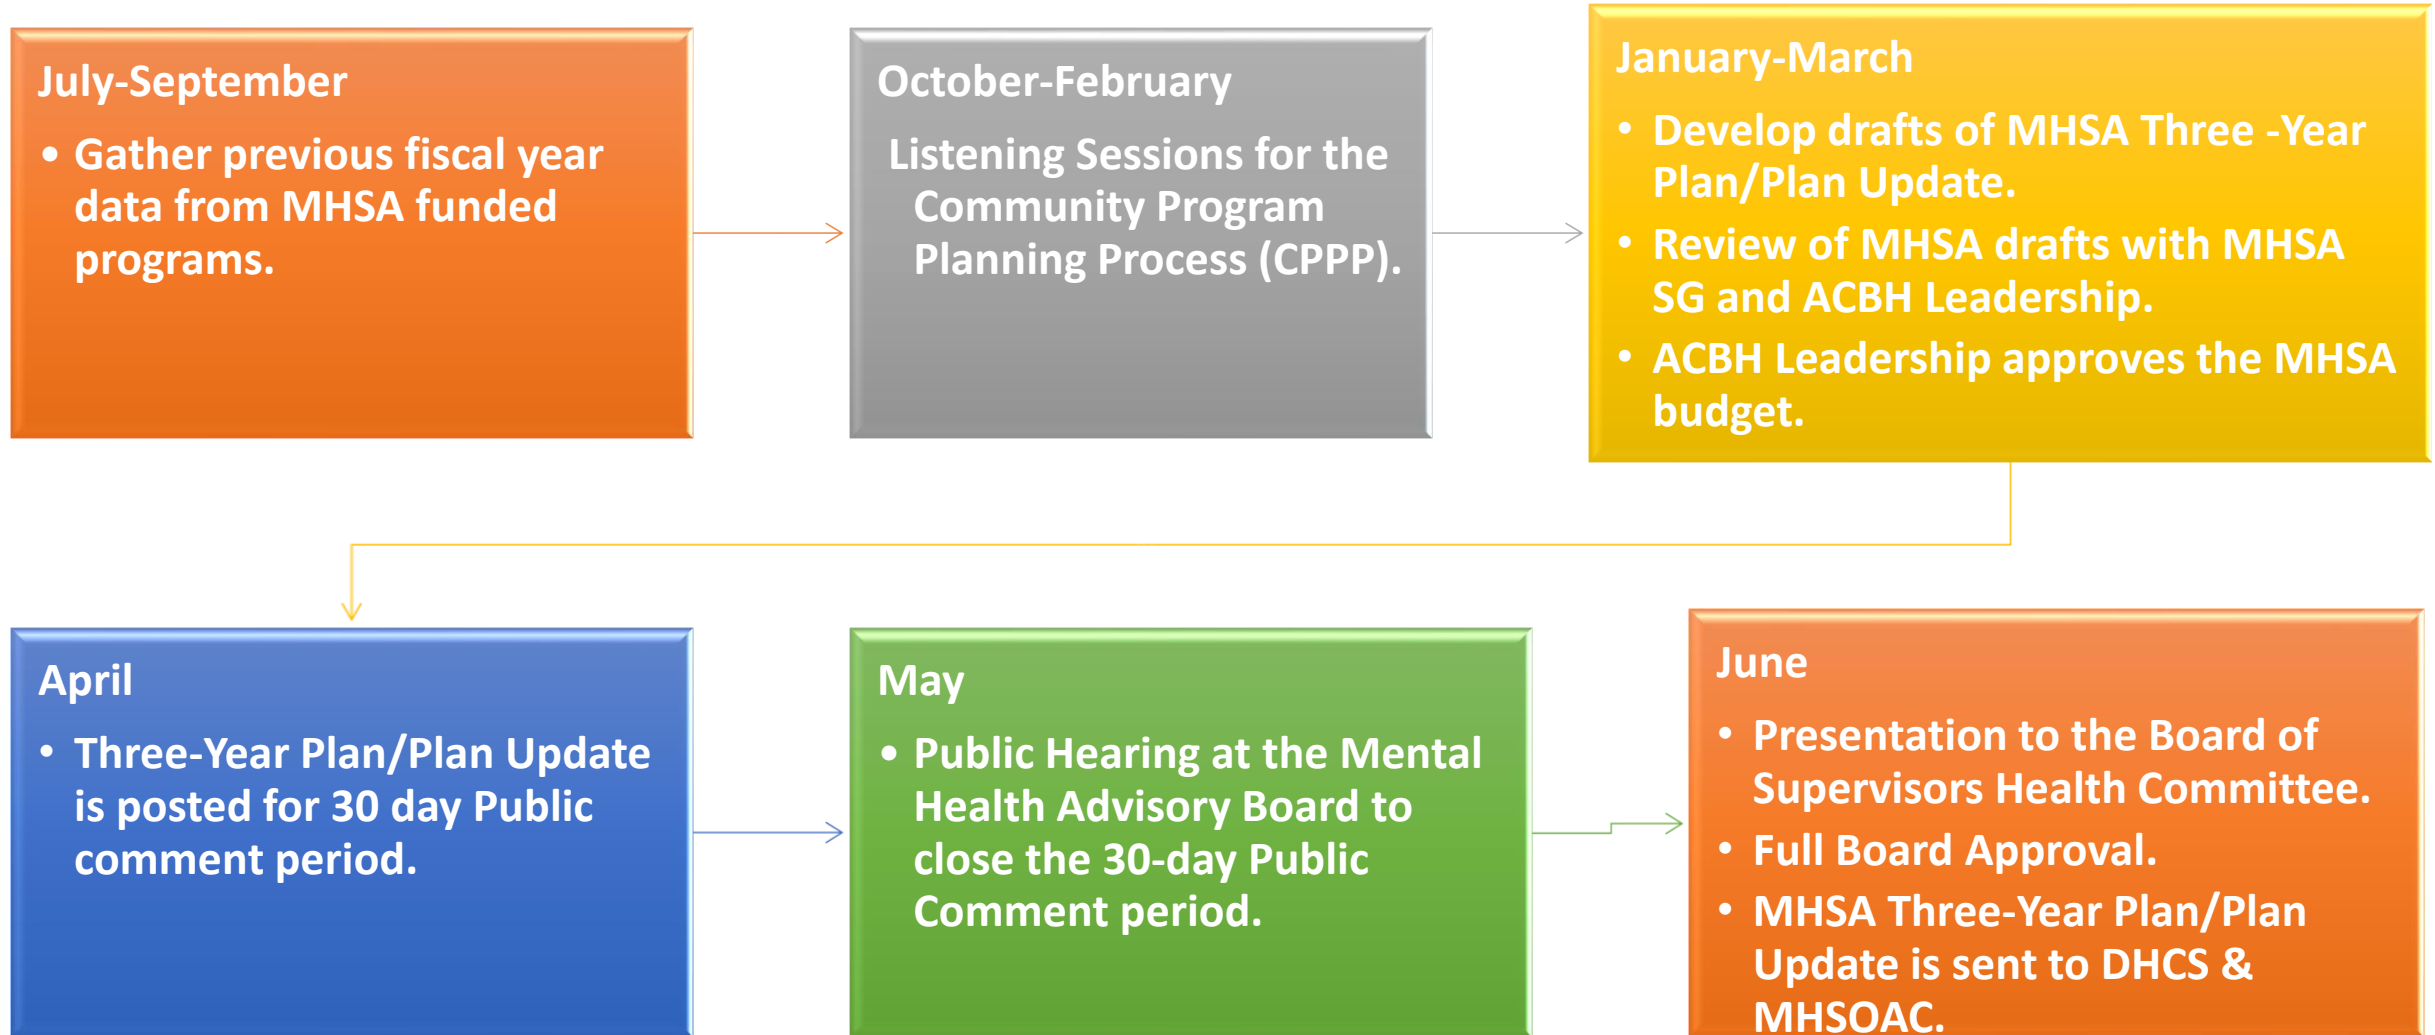 July-September
• Gather previous fiscal year
data from MHSA funded
programs.
October-February
Listening Sessions for the
Community Program
Planning Process (CPPP).
January-March
• Develop drafts of MHSA Three -Year
Plan/Plan Update.
• Review of MHSA drafts with MHSA
SG and ACBH Leadership.
• ACBH Leadership approves the MHSA
budget.
April
• Three-Year Plan/Plan Update
is posted for 30 day Public
comment period.
May
• Public Hearing at the Mental
Health Advisory Board to
close the 30-day Public
Comment period.
June
• Presentation to the Board of
Supervisors Health Committee.
• Full Board Approval.
• MHSA Three-Year Plan/Plan
Update is sent to DHCS &
MHSOAC.